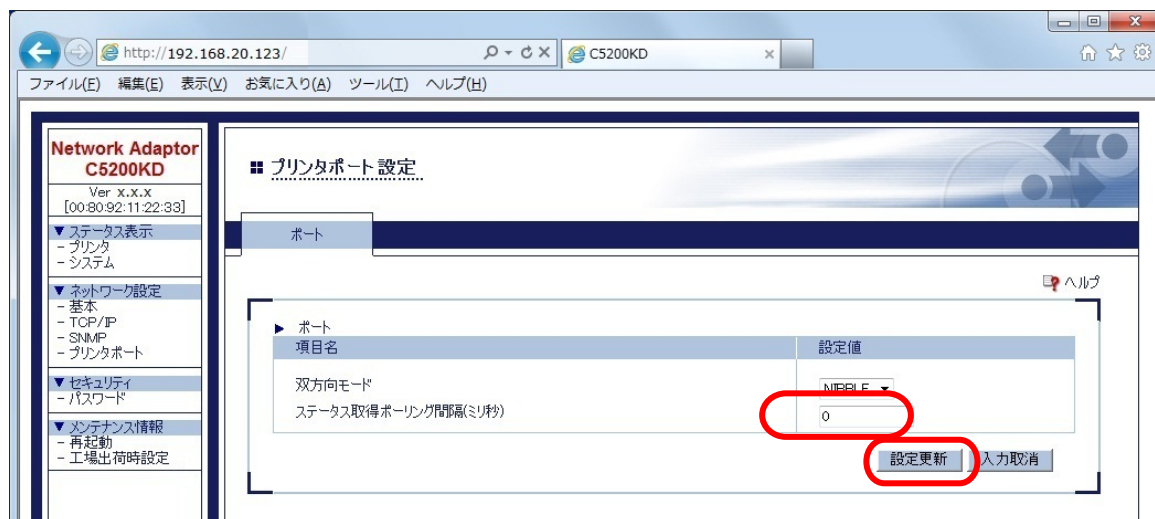 http://192.168.20.123/
C5200KD
ファイル(F) 編集(E) 表示(V) お気に入り(A) ツール(T) ヘルプ(H)
Network Adaptor
C5200KD
Ver x.x.x
[00:80:92:11:22:33]
▼ ステータス表示
- プリンタ
- システム
▼ ネットワーク設定
- 基本
- TCP/IP
- SNMP
- プリンタポート
▼ セキュリティ
- パスワード
▼ メンテナンス情報
- 再起動
- 工場出荷時設定
プリンタポート設定
ポート
ヘルプ
▶ ポート
項目名 設定値
双方向モード NIBBLE
ステータス取得ポーリング間隔(ミリ秒) 0
設定更新 入力取消